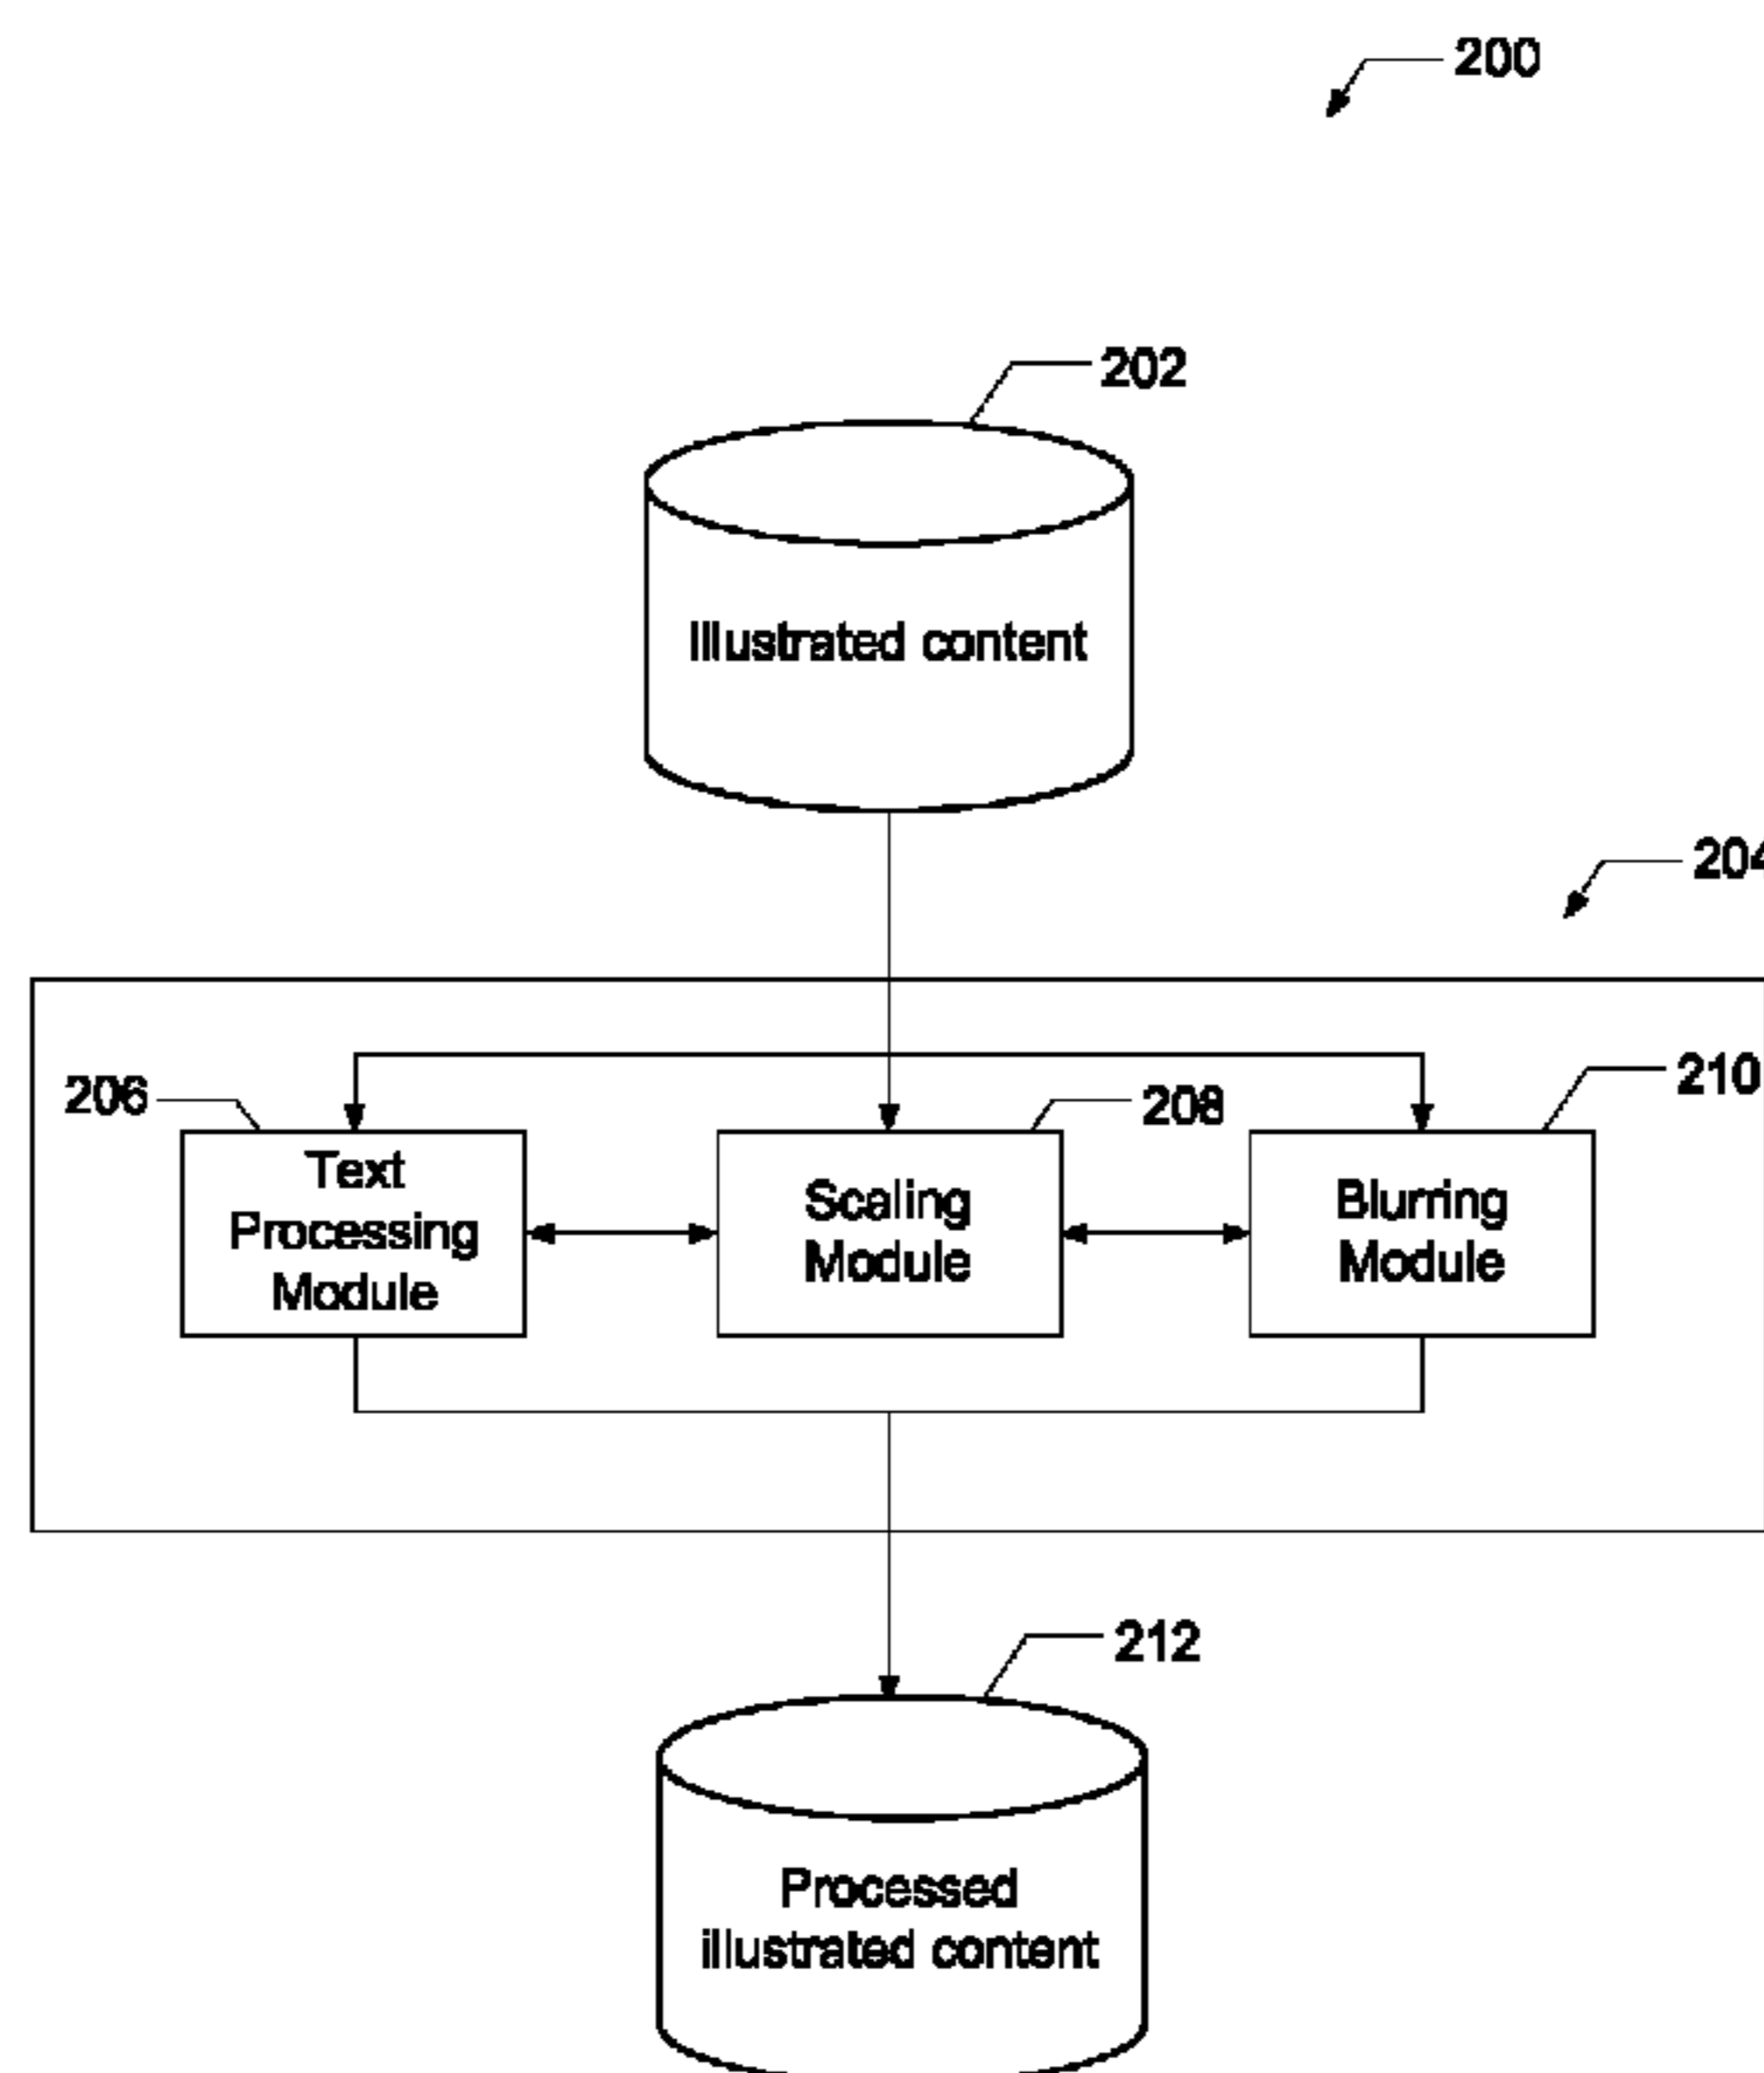 200
202
Illustrated content
204
206
208
210
Text
Processing
Module
Scaling
Module
Blurring
Module
212
Processed
illustrated content